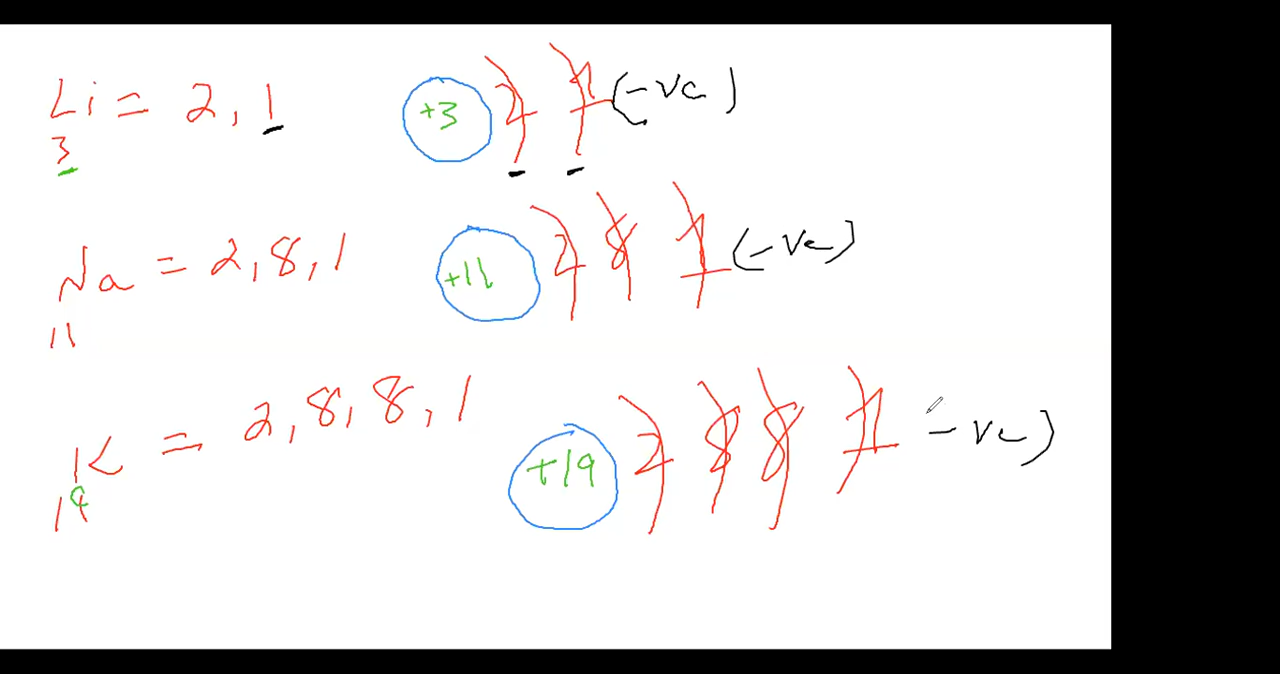 Li = 2, 1 +3 2 1 (-ve)
3
Na = 2, 8, 1 +11 2 8 1 (-ve)
11
K = 2, 8, 8, 1 +19 2 8 8 1 -ve)
19